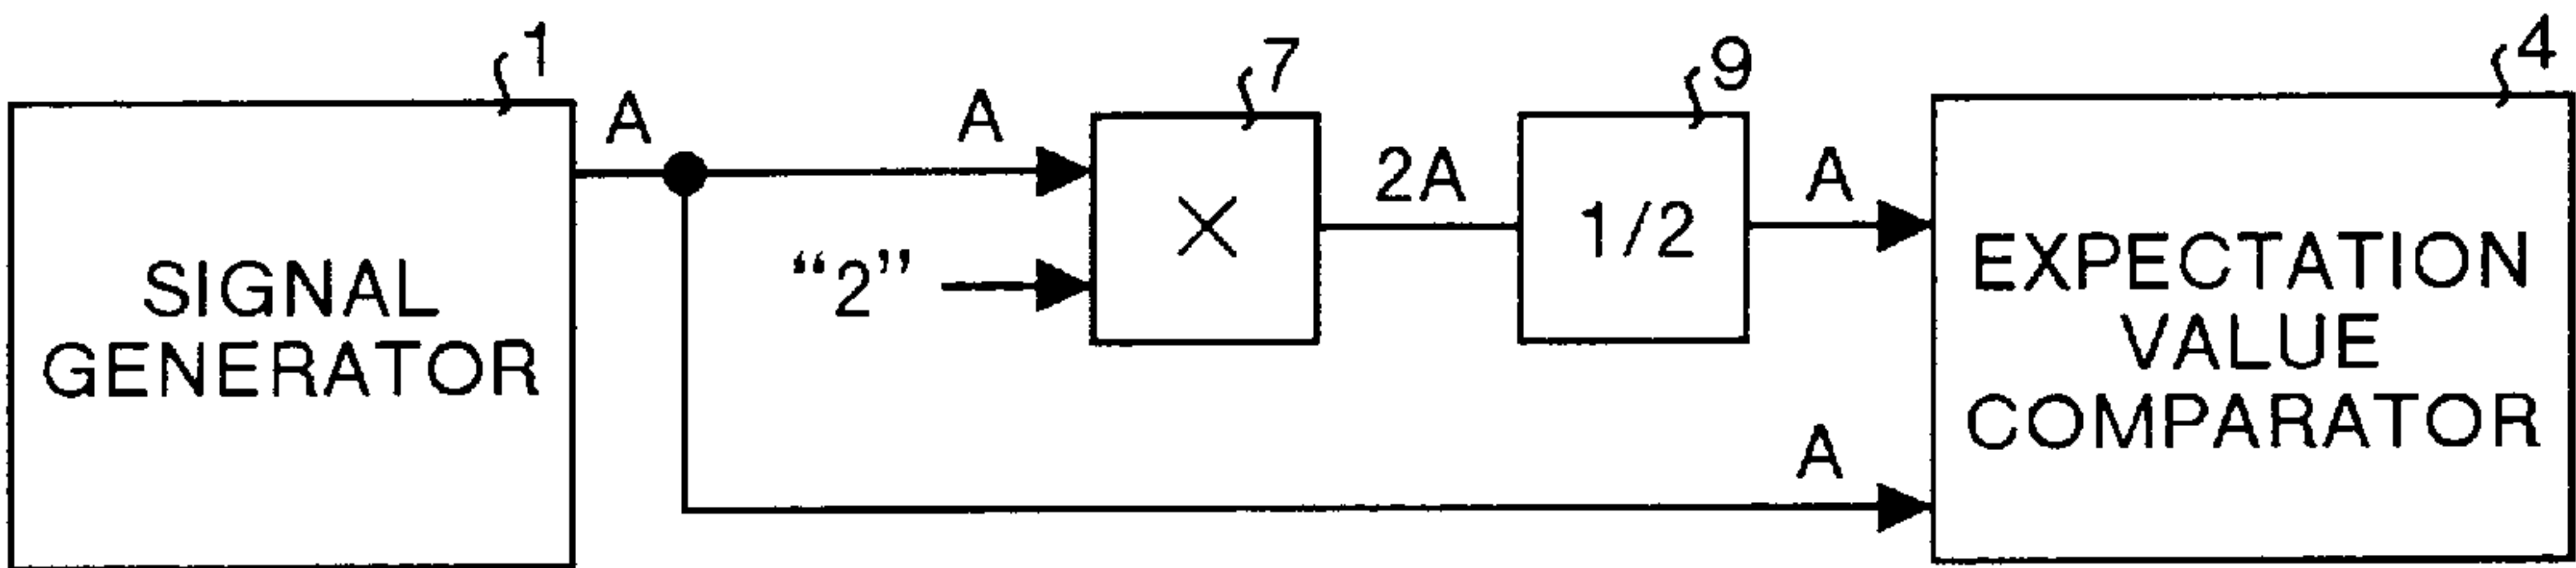 1
7
9
4
A
A
2A
A
"2"
×
1/2
SIGNAL
GENERATOR
EXPECTATION
VALUE
COMPARATOR
A